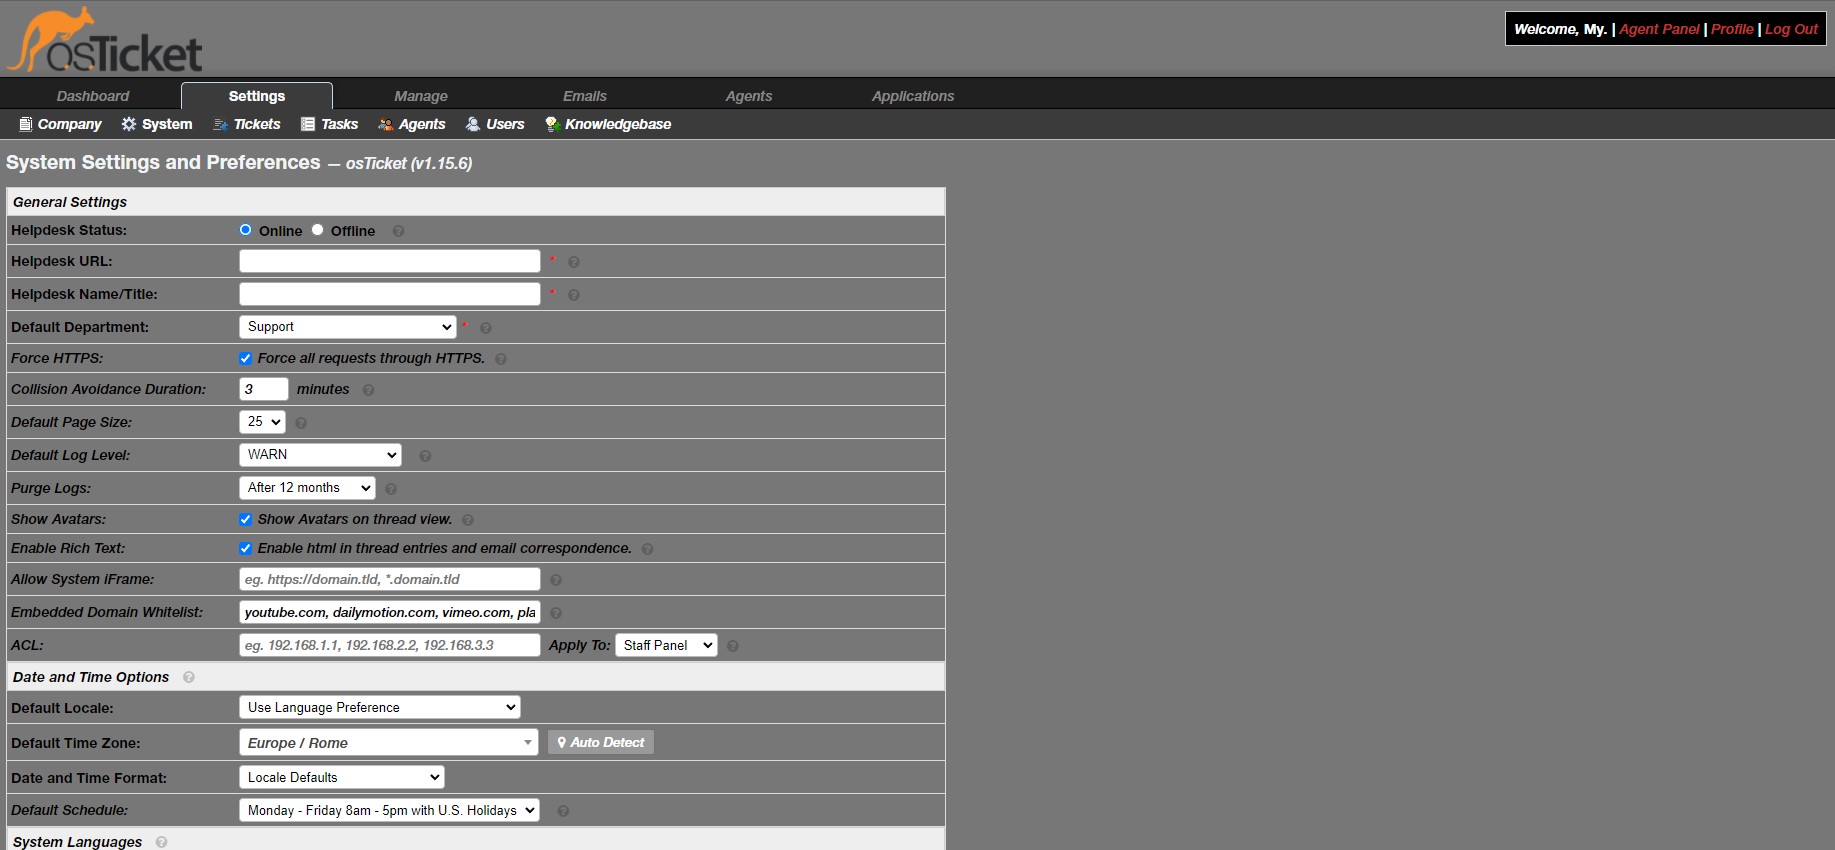 osTicket
Welcome, My. | Agent Panel | Profile | Log Out
Dashboard Settings Manage Emails Agents Applications
Company System Tickets Tasks Agents Users Knowledgebase
System Settings and Preferences — osTicket (v1.15.6)
General Settings
Helpdesk Status: Online Offline
Helpdesk URL: *
Helpdesk Name/Title: *
Default Department: Support *
Force HTTPS: Force all requests through HTTPS.
Collision Avoidance Duration: 3 minutes
Default Page Size: 25
Default Log Level: WARN
Purge Logs: After 12 months
Show Avatars: Show Avatars on thread view.
Enable Rich Text: Enable html in thread entries and email correspondence.
Allow System iFrame: eg. https://domain.tld, *.domain.tld
Embedded Domain Whitelist: youtube.com, dailymotion.com, vimeo.com, pla
ACL: eg. 192.168.1.1, 192.168.2.2, 192.168.3.3 Apply To: Staff Panel
Date and Time Options
Default Locale: Use Language Preference
Default Time Zone: Europe / Rome Auto Detect
Date and Time Format: Locale Defaults
Default Schedule: Monday - Friday 8am - 5pm with U.S. Holidays
System Languages